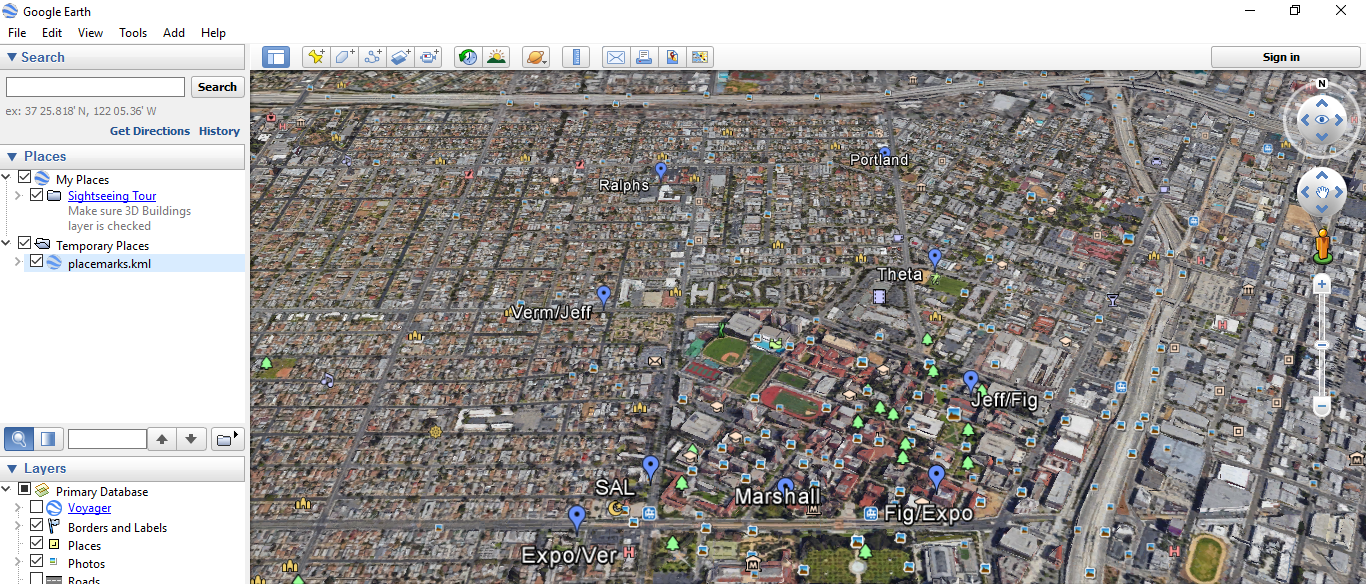 Google Earth
File Edit View Tools Add Help
Search
Search
ex: 37 25.818' N, 122 05.36' W
Get Directions History
Places
My Places
Sightseeing Tour
Make sure 3D Buildings
layer is checked
Temporary Places
placemarks.kml
Layers
Primary Database
Voyager
Borders and Labels
Places
Photos
Roads
Sign in
N
Portland
Ralphs
Theta
Verm/Jeff
Jeff/Fig
SAL
Marshall
Fig/Expo
Expo/Ver